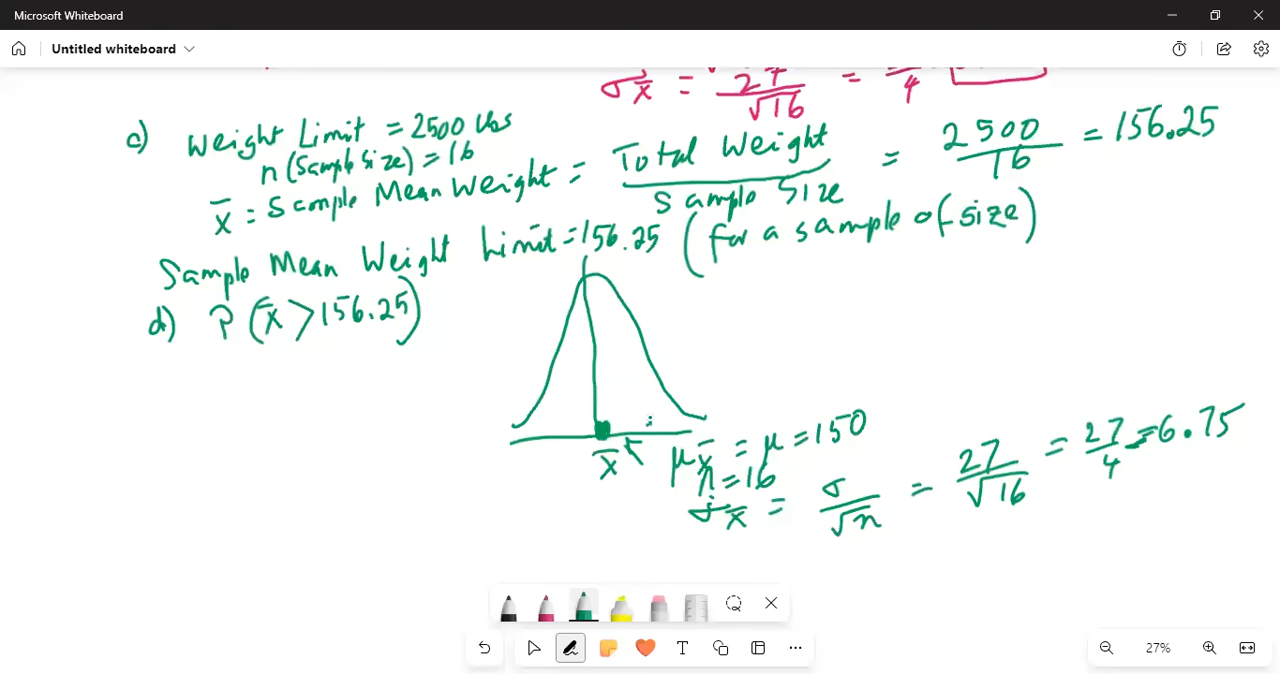 Microsoft Whiteboard
Untitled whiteboard
σx̄ = 27/√16 = /4
c) Weight Limit = 2500 lbs
n (sample size) = 16
x̄ = Sample Mean Weight = Total Weight / Sample Size = 2500/16 = 156.25
Sample Mean Weight Limit = 156.25 (for a sample of size)
d) P(x̄ > 156.25)
x̄
μx̄ = μ = 150
n = 16
σx̄ = σ/√n = 27/√16 = 27/4 = 6.75
27%